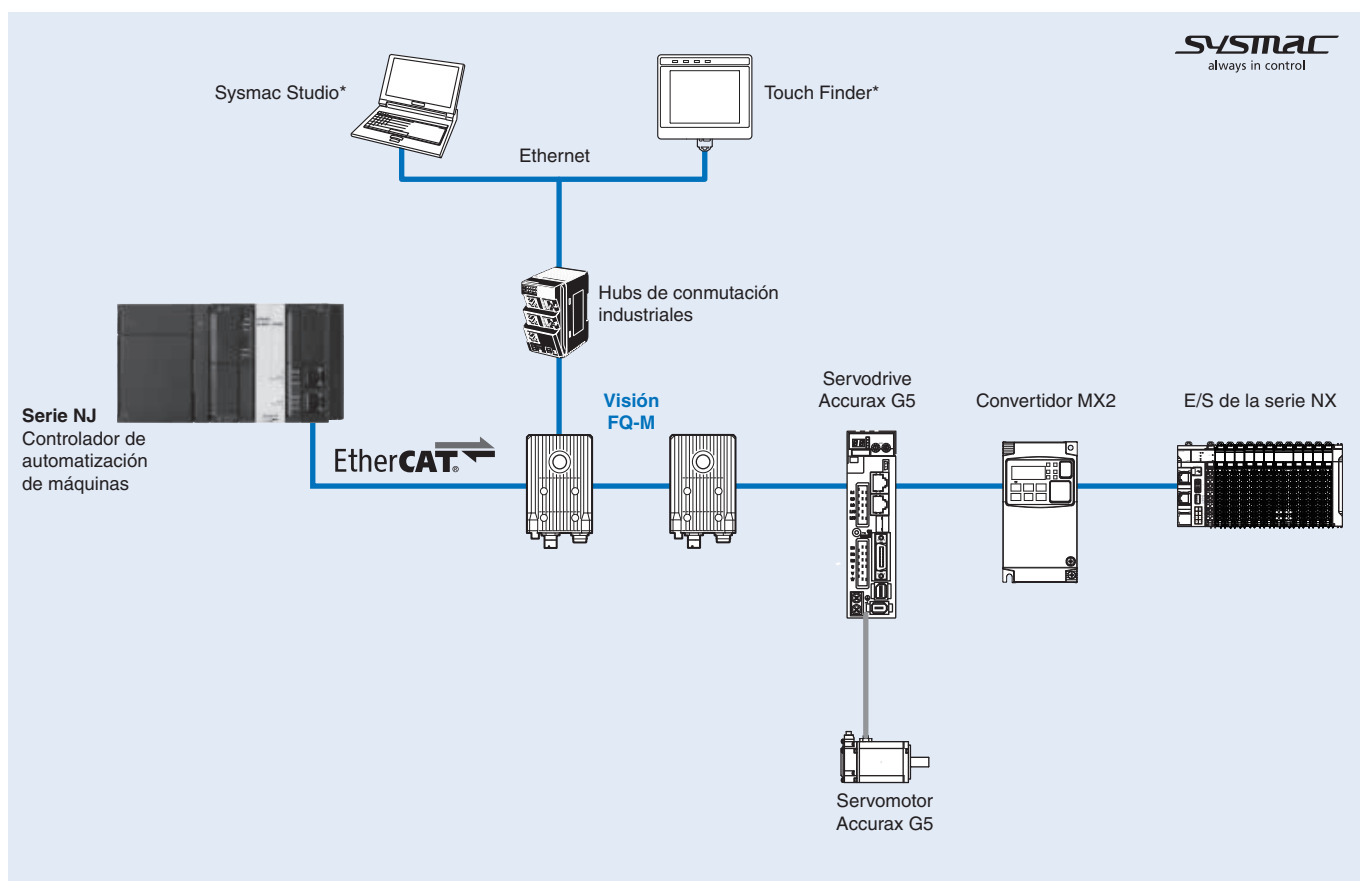 sysmac
always in control
Sysmac Studio*
Touch Finder*
Ethernet
Hubs de conmutación
industriales
Serie NJ
Controlador de
automatización
de máquinas
EtherCAT®
Visión
FQ-M
Servodrive
Accurax G5
Convertidor MX2
E/S de la serie NX
Servomotor
Accurax G5